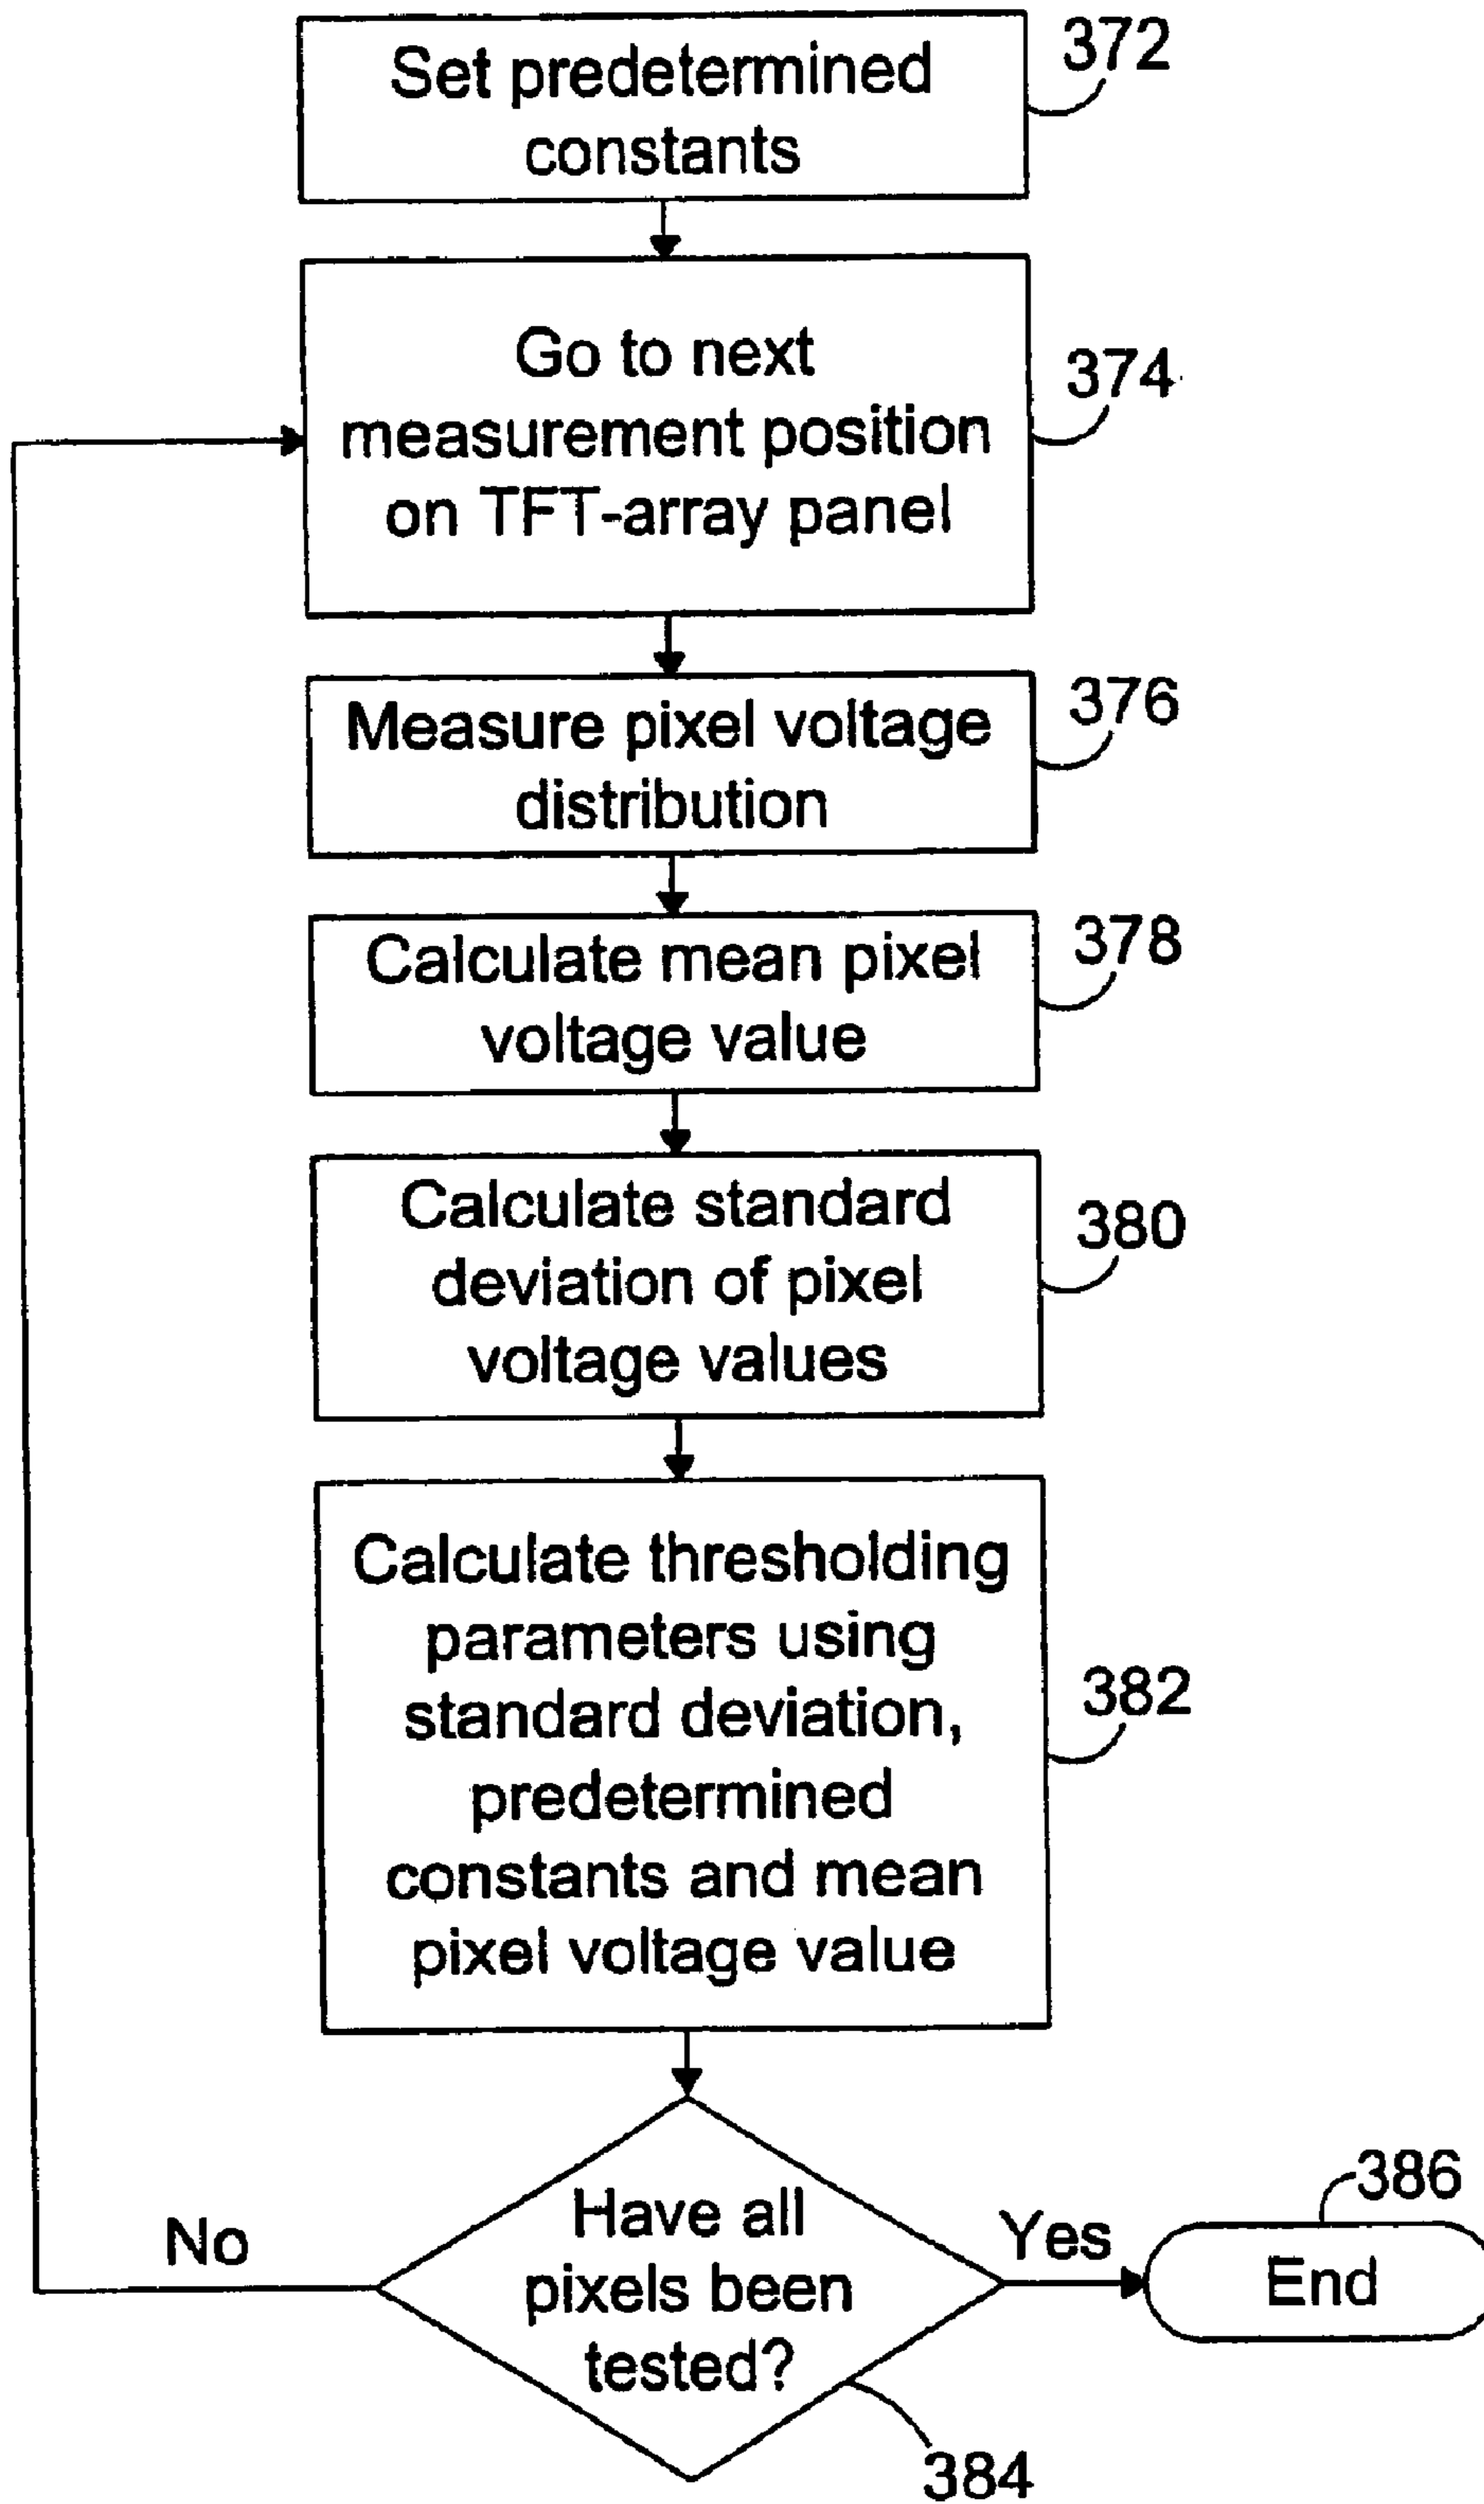 Set predetermined
constants
372
Go to next
measurement position
on TFT-array panel
374
Measure pixel voltage
distribution
376
Calculate mean pixel
voltage value
378
Calculate standard
deviation of pixel
voltage values
380
Calculate thresholding
parameters using
standard deviation,
predetermined
constants and mean
pixel voltage value
382
Have all
pixels been
tested?
384
No
Yes
End
386